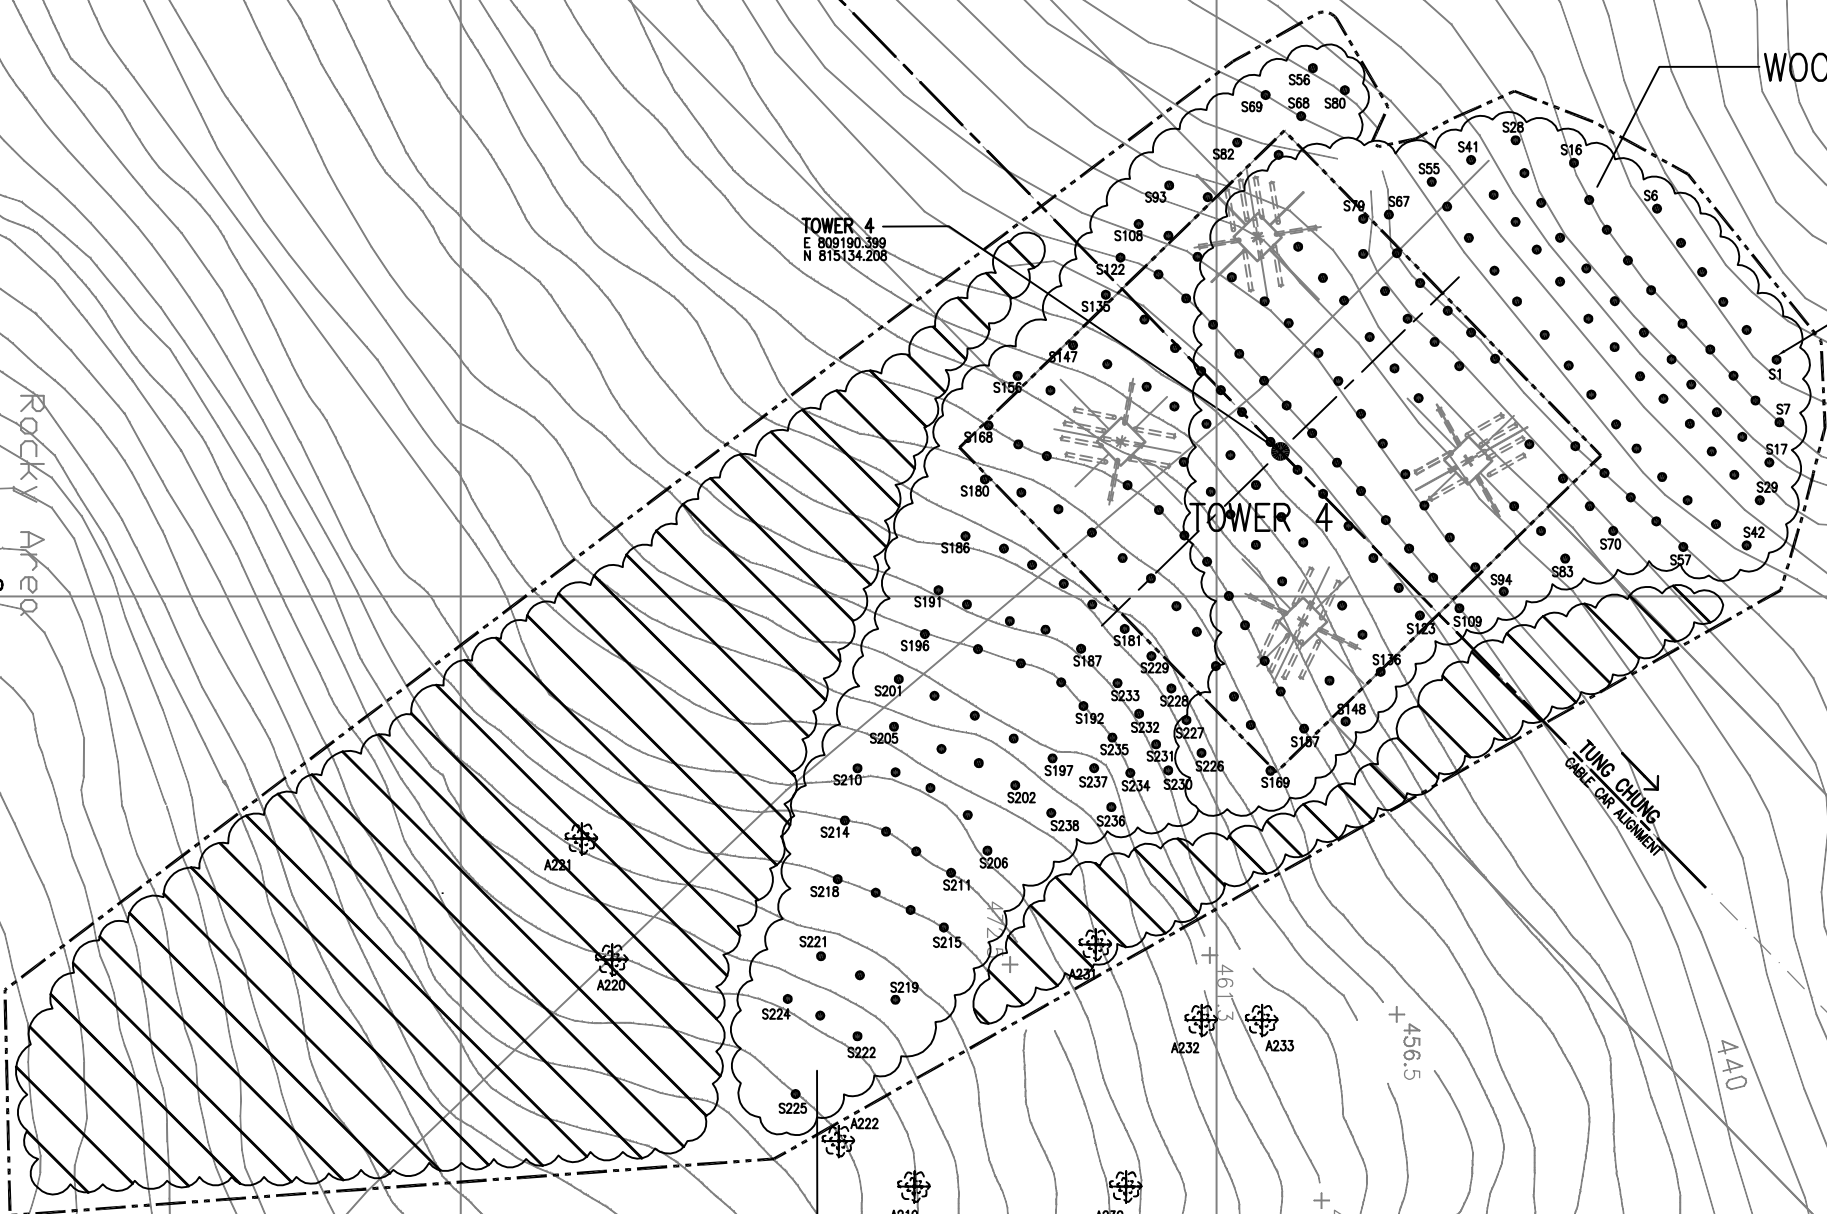 WOO
S56
S69
S68
S80
S28
S41
S16
S82
S55
S93
S79
S67
S6
TOWER 4
E 809190.399
N 815134.208
S108
S122
S135
S147
S156
S1
S7
S168
S17
S180
S29
TOWER 4
S186
S70
S42
S57
S83
S94
S191
S109
S123
S196
S181
S187
S229
S136
S201
S233
S228
S192
S232
S227
S148
S205
S235
S231
S226
S157
S210
S197
S237
S234
S230
S169
S202
S214
S238
S236
TUNG CHUNG
CABLE CAR ALIGNMENT
Rocky Area
A221
S206
S218
S211
S215
S221
A220
S219
A231
S224
461.3
S222
A232
A233
456.5
440
S225
A222